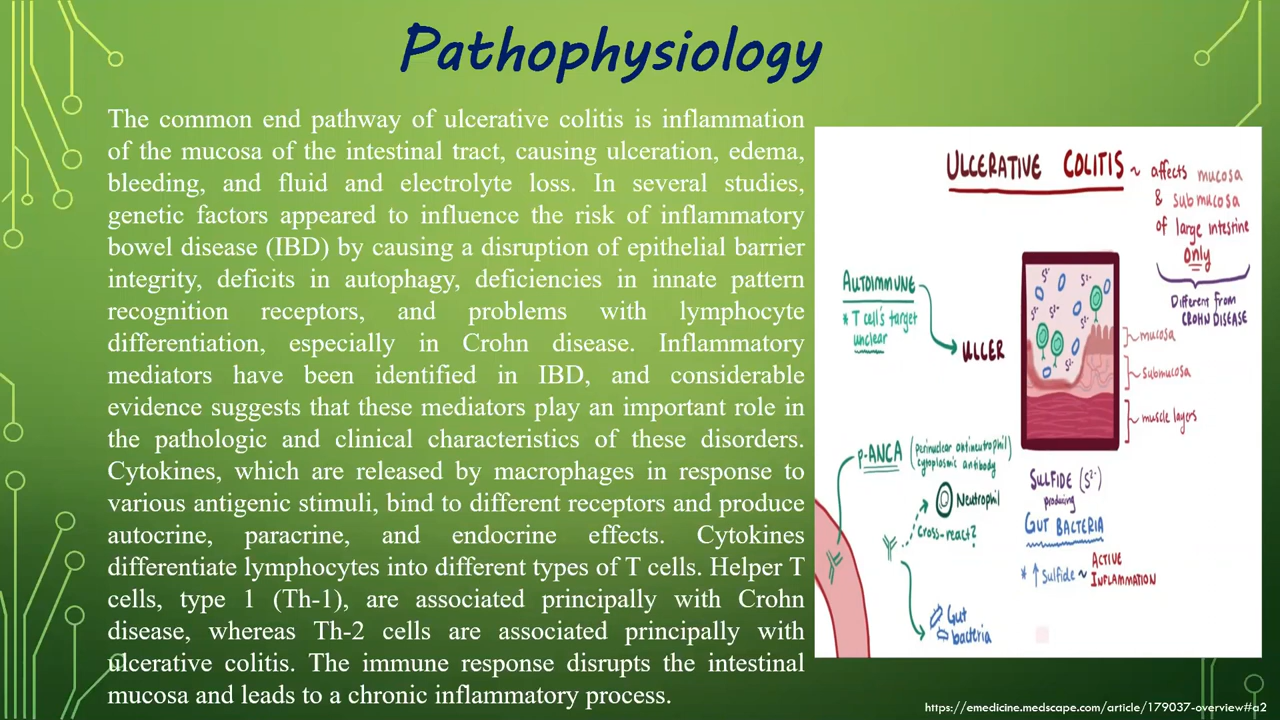 Pathophysiology
The common end pathway of ulcerative colitis is inflammation
of the mucosa of the intestinal tract, causing ulceration, edema,
bleeding, and fluid and electrolyte loss. In several studies,
genetic factors appeared to influence the risk of inflammatory
bowel disease (IBD) by causing a disruption of epithelial barrier
integrity, deficits in autophagy, deficiencies in innate pattern
recognition receptors, and problems with lymphocyte
differentiation, especially in Crohn disease. Inflammatory
mediators have been identified in IBD, and considerable
evidence suggests that these mediators play an important role in
the pathologic and clinical characteristics of these disorders.
Cytokines, which are released by macrophages in response to
various antigenic stimuli, bind to different receptors and produce
autocrine, paracrine, and endocrine effects. Cytokines
differentiate lymphocytes into different types of T cells. Helper T
cells, type 1 (Th-1), are associated principally with Crohn
disease, whereas Th-2 cells are associated principally with
ulcerative colitis. The immune response disrupts the intestinal
mucosa and leads to a chronic inflammatory process.
ULCERATIVE COLITIS ~ affects mucosa
& submucosa
of large intestine
only
Different from
CROHN DISEASE
AUTOIMMUNE
* T cell's target
unclear
ULCER
S²⁻ S²⁻
S²⁻
S²⁻
S²⁻
mucosa
submucosa
muscle layers
p-ANCA (perinuclear antineutrophil
cytoplasmic antibody)
Neutrophil
Cross-react?
Gut
bacteria
SULFIDE (S²⁻)
producing
GUT BACTERIA
* ↑ Sulfide ~ ACTIVE
INFLAMMATION
https://emedicine.medscape.com/article/179037-overview#a2